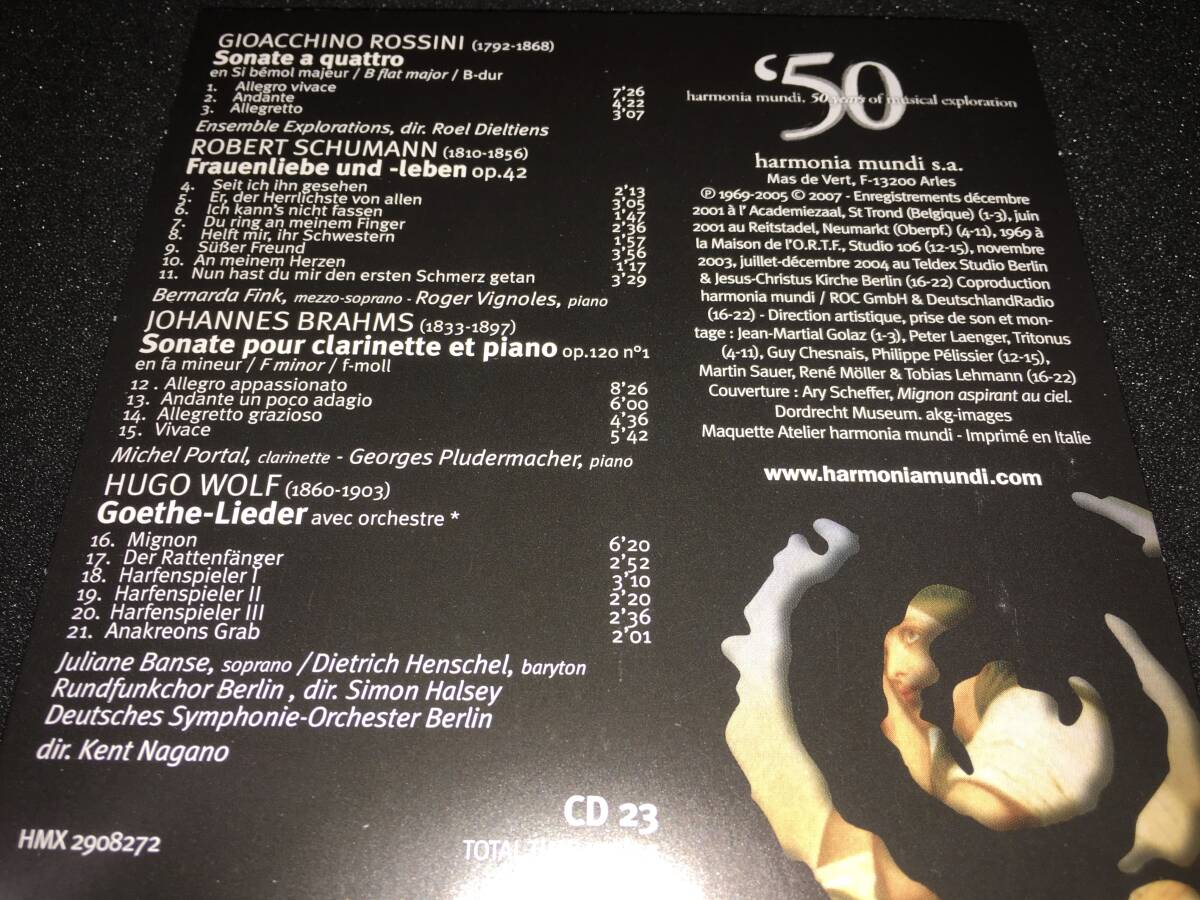 GIOACCHINO ROSSINI (1792-1868)
Sonate a quattro
en Si bémol majeur / B flat major / B-dur
1. Allegro vivace 7'26
2. Andante 4'22
3. Allegretto 3'07
Ensemble Explorations, dir. Roel Dieltiens
ROBERT SCHUMANN (1810-1856)
Frauenliebe und -leben op.42
4. Seit ich ihn gesehen 2'13
5. Er, der Herrlichste von allen 3'05
6. Ich kann's nicht fassen 1'47
7. Du ring an meinem Finger 2'36
8. Helft mir, ihr Schwestern 1'57
9. Süßer Freund 3'56
10. An meinem Herzen 1'17
11. Nun hast du mir den ersten Schmerz getan 3'29
Bernarda Fink, mezzo-soprano - Roger Vignoles, piano
JOHANNES BRAHMS (1833-1897)
Sonate pour clarinette et piano op.120 n°1
en fa mineur / F minor / f-moll
12 . Allegro appassionato 8'26
13. Andante un poco adagio 6'00
14. Allegretto grazioso 4'36
15. Vivace 5'42
Michel Portal, clarinette - Georges Pludermacher, piano
HUGO WOLF (1860-1903)
Goethe-Lieder avec orchestre *
16. Mignon 6'20
17. Der Rattenfänger 2'52
18. Harfenspieler I 3'10
19. Harfenspieler II 2'20
20. Harfenspieler III 2'36
21. Anakreons Grab 2'01
Juliane Banse, soprano /Dietrich Henschel, baryton
Rundfunkchor Berlin , dir. Simon Halsey
Deutsches Symphonie-Orchester Berlin
dir. Kent Nagano
HMX 2908272
CD 23
TOTAL
'50
harmonia mundi. 50 years of musical exploration
harmonia mundi s.a.
Mas de Vert, F-13200 Arles
℗ 1969-2005 © 2007 - Enregistrements décembre
2001 à l' Academiezaal, St Trond (Belgique) (1-3), juin
2001 au Reitstadel, Neumarkt (Oberpf.) (4-11), 1969 à
la Maison de l'O.R.T.F., Studio 106 (12-15), novembre
2003, juillet-décembre 2004 au Teldex Studio Berlin
& Jesus-Christus Kirche Berlin (16-22) Coproduction
harmonia mundi / ROC GmbH & DeutschlandRadio
(16-22) - Direction artistique, prise de son et mon-
tage : Jean-Martial Golaz (1-3), Peter Laenger, Tritonus
(4-11), Guy Chesnais, Philippe Pélissier (12-15),
Martin Sauer, René Möller & Tobias Lehmann (16-22)
Couverture : Ary Scheffer, Mignon aspirant au ciel.
Dordrecht Museum. akg-images
Maquette Atelier harmonia mundi - Imprimé en Italie
www.harmoniamundi.com